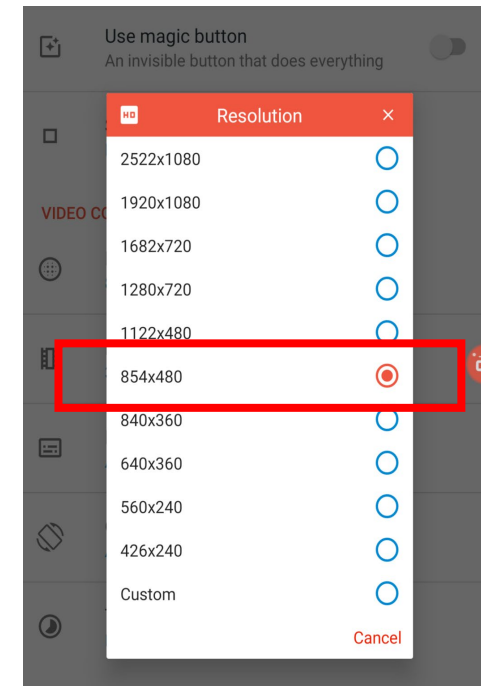 Use magic button
An invisible button that does everything
HD Resolution
2522x1080
1920x1080
1682x720
VIDEO
1280x720
1122x480
854x480
840x360
640x360
560x240
426x240
Custom
Cancel